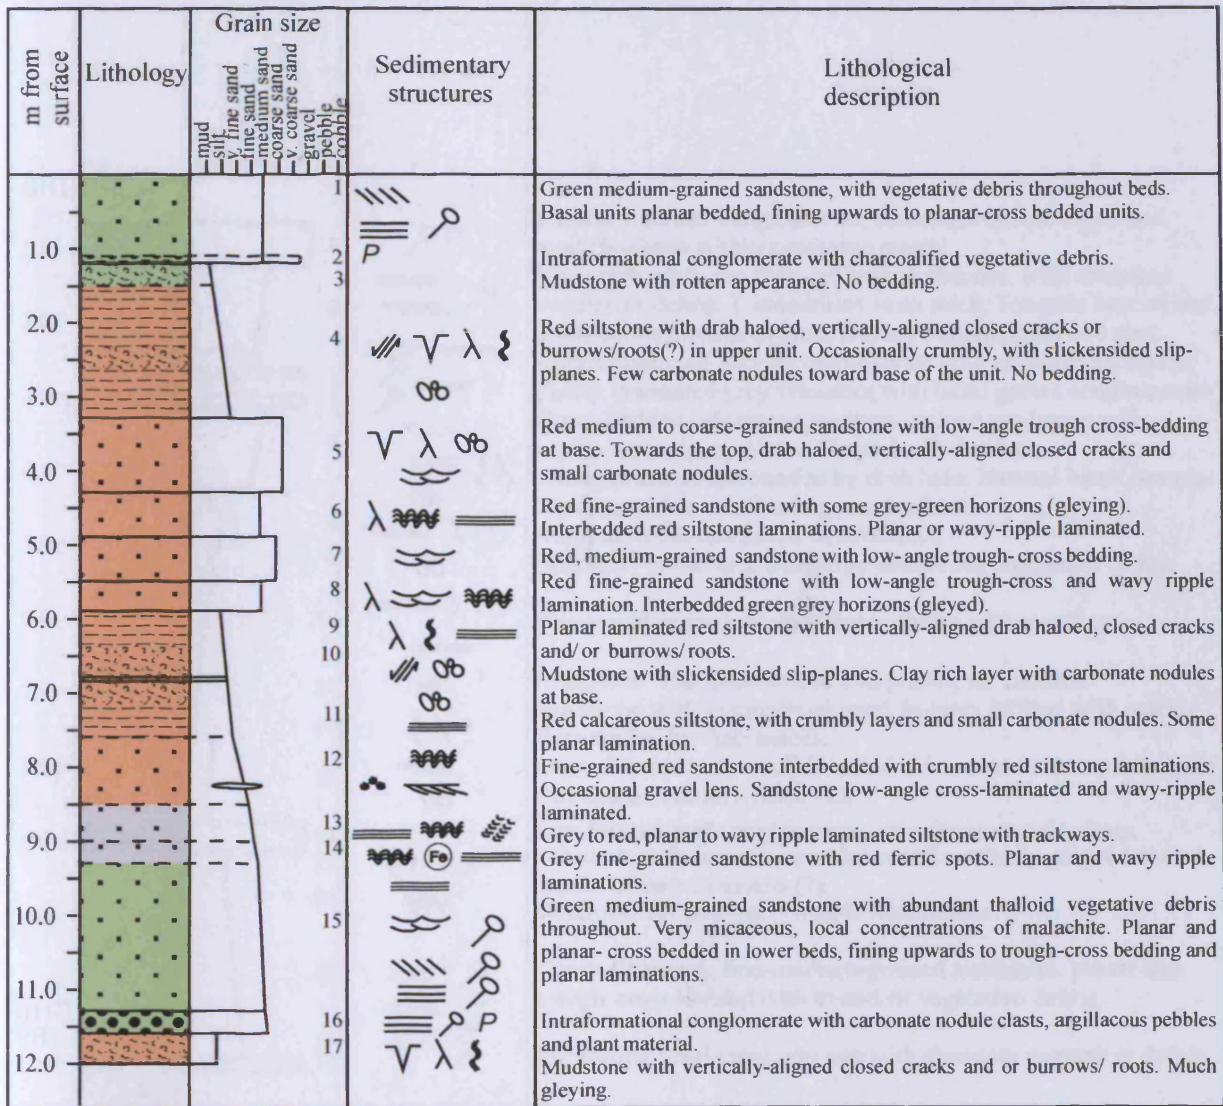 m from surface
Lithology
Grain size
mud
silt
v. fine sand
fine sand
medium sand
coarse sand
v. coarse sand
gravel
pebble
cobble
Sedimentary
structures
Lithological
description
1.0
2.0
3.0
4.0
5.0
6.0
7.0
8.0
9.0
10.0
11.0
12.0
1
Green medium-grained sandstone, with vegetative debris throughout beds.
Basal units planar bedded, fining upwards to planar-cross bedded units.
2
P
Intraformational conglomerate with charcoalified vegetative debris.
3
Mudstone with rotten appearance. No bedding.
4
Red siltstone with drab haloed, vertically-aligned closed cracks or
burrows/roots(?) in upper unit. Occasionally crumbly, with slickensided slip-
planes. Few carbonate nodules toward base of the unit. No bedding.
5
Red medium to coarse-grained sandstone with low-angle trough cross-bedding
at base. Towards the top, drab haloed, vertically-aligned closed cracks and
small carbonate nodules.
6
Red fine-grained sandstone with some grey-green horizons (gleying).
Interbedded red siltstone laminations. Planar or wavy-ripple laminated.
7
Red, medium-grained sandstone with low- angle trough- cross bedding.
8
Red fine-grained sandstone with low-angle trough-cross and wavy ripple
lamination. Interbedded green grey horizons (gleyed).
9
Planar laminated red siltstone with vertically-aligned drab haloed, closed cracks
and/ or burrows/ roots.
10
Mudstone with slickensided slip-planes. Clay rich layer with carbonate nodules
at base.
11
Red calcareous siltstone, with crumbly layers and small carbonate nodules. Some
planar lamination.
12
Fine-grained red sandstone interbedded with crumbly red siltstone laminations.
Occasional gravel lens. Sandstone low-angle cross-laminated and wavy-ripple
laminated.
13
Grey to red, planar to wavy ripple laminated siltstone with trackways.
14
Fe
Grey fine-grained sandstone with red ferric spots. Planar and wavy ripple
laminations.
15
Green medium-grained sandstone with abundant thalloid vegetative debris
throughout. Very micaceous, local concentrations of malachite. Planar and
planar- cross bedded in lower beds, fining upwards to trough-cross bedding and
planar laminations.
16
P
Intraformational conglomerate with carbonate nodule clasts, argillacous pebbles
and plant material.
17
Mudstone with vertically-aligned closed cracks and or burrows/ roots. Much
gleying.